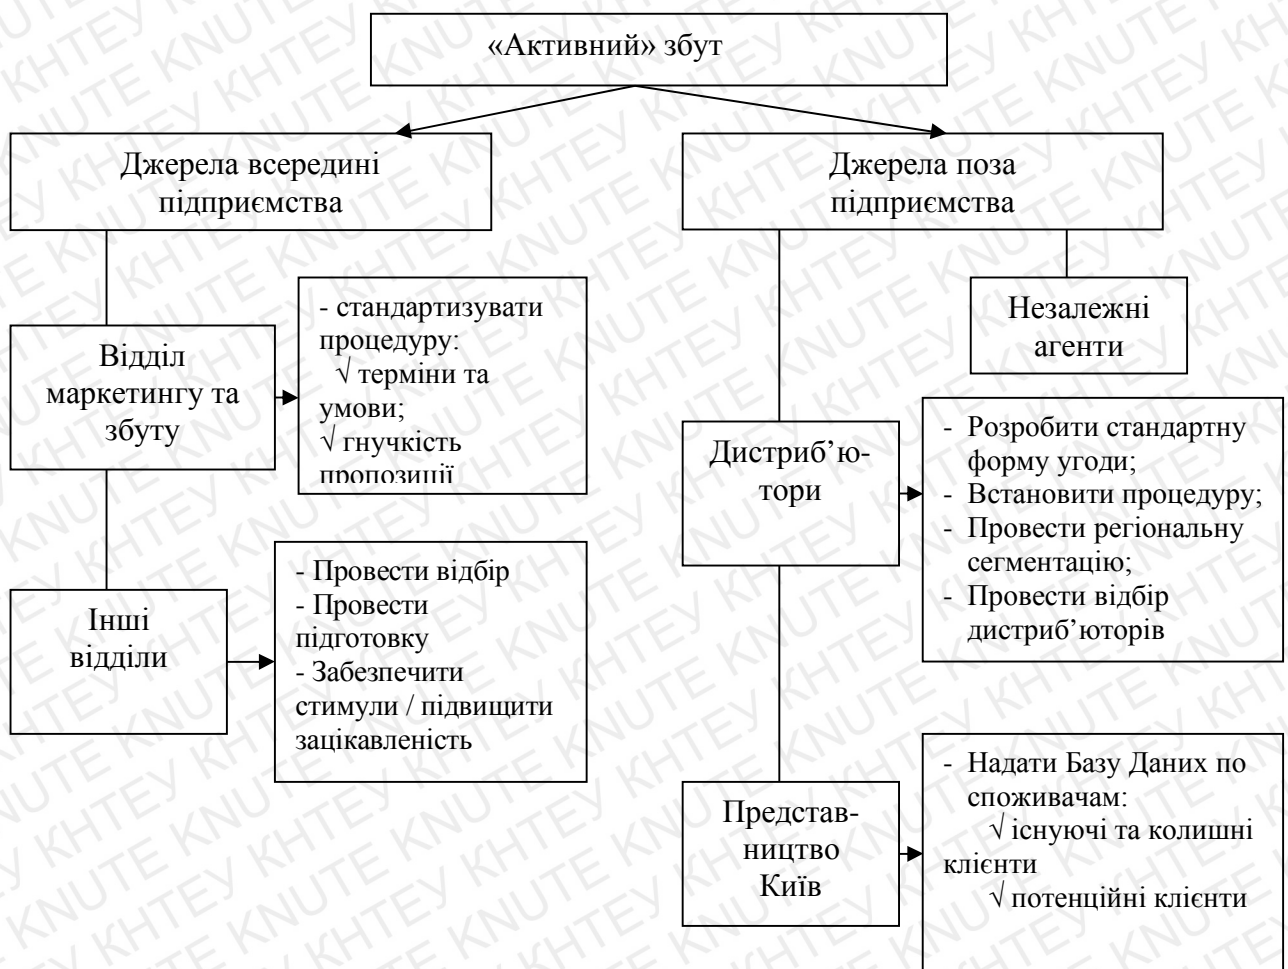 «Активний» збут
Джерела всередині
підприємства
Джерела поза
підприємства
Відділ
маркетингу та
збуту
- стандартизувати
процедуру:
√ терміни та
умови;
√ гнучкість
пропозиції
Інші
відділи
- Провести відбір
- Провести
підготовку
- Забезпечити
стимули / підвищити
зацікавленість
Незалежні
агенти
Дистриб’ю-
тори
- Розробити стандартну
форму угоди;
- Встановити процедуру;
- Провести регіональну
сегментацію;
- Провести відбір
дистриб’юторів
Представ-
ництво
Київ
- Надати Базу Даних по
споживачам:
√ існуючі та колишні
клієнти
√ потенційні клієнти
КНТЕУ KNUTE